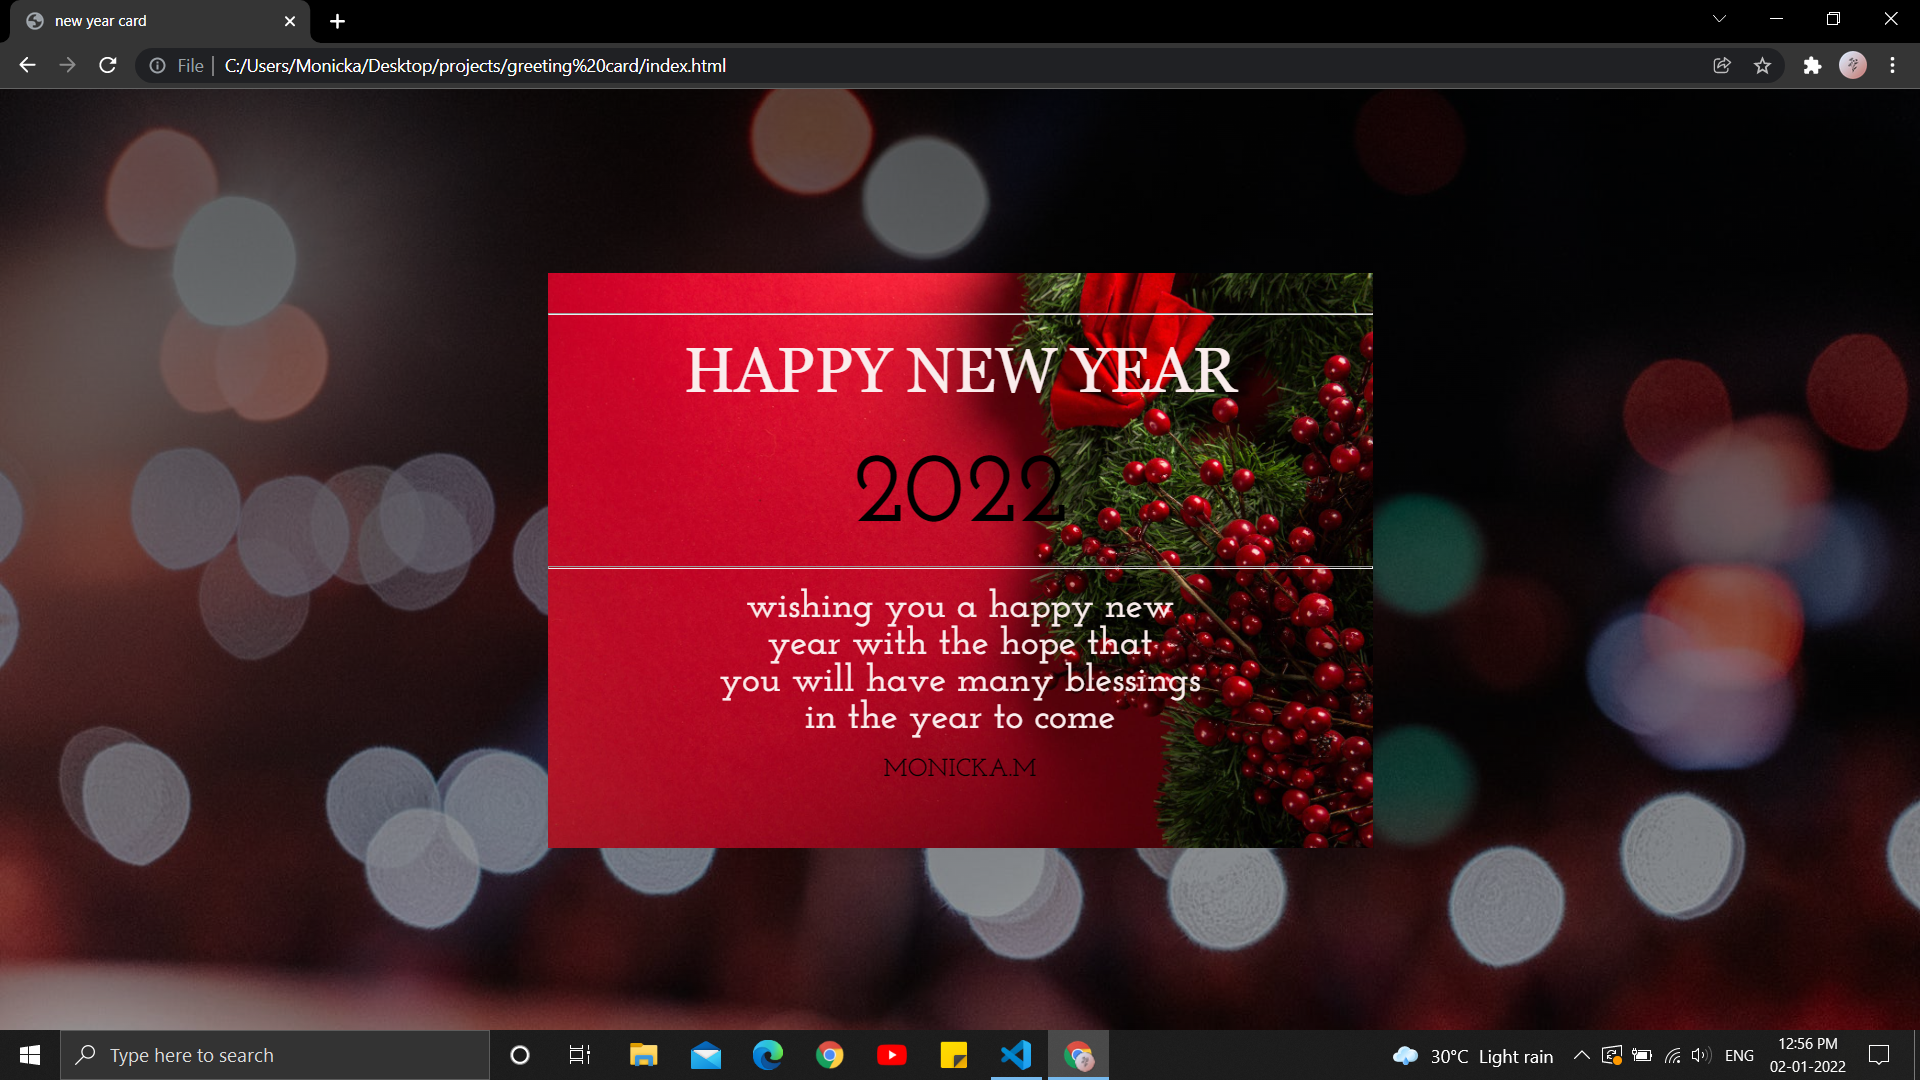 new year card
File | C:/Users/Monicka/Desktop/projects/greeting%20card/index.html
HAPPY NEW YEAR
2022
wishing you a happy new
year with the hope that
you will have many blessings
in the year to come
MONICKA.M
Type here to search
30°C Light rain
ENG
12:56 PM
02-01-2022